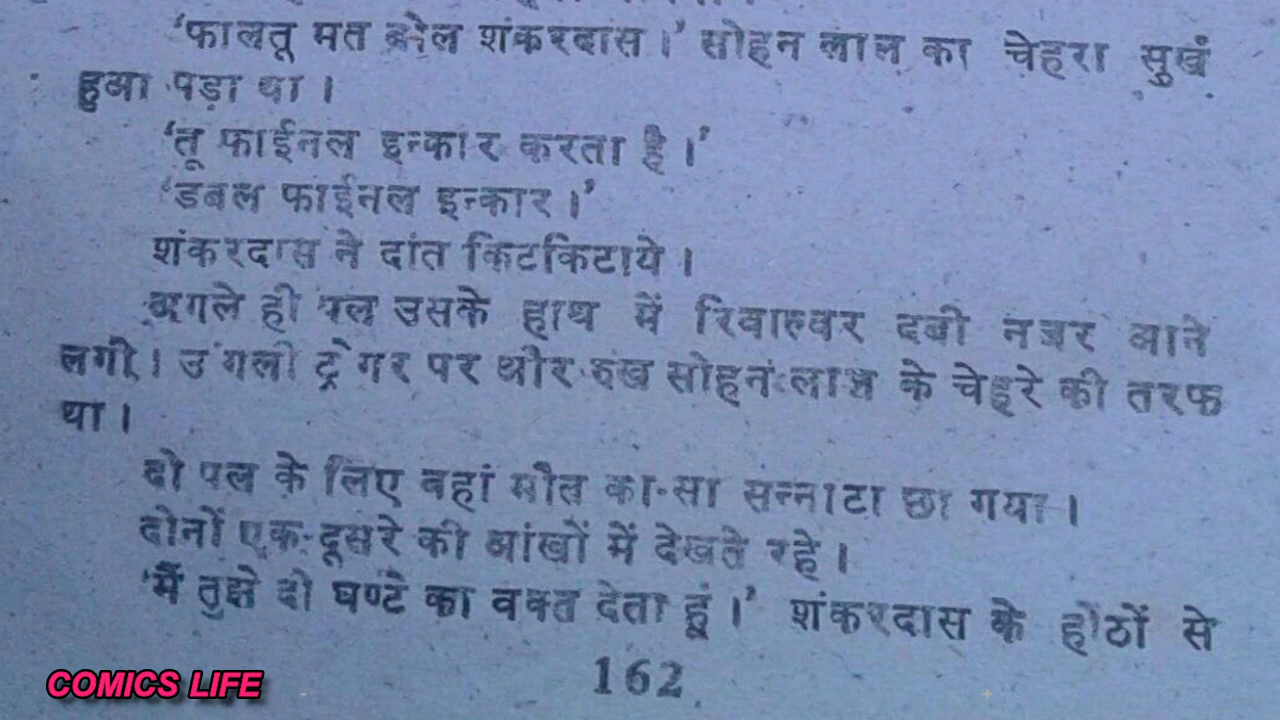 'फालतू मत बोल शंकरदास।' सोहन लाल का चेहरा सुर्ख
हुआ पड़ा था।
'तू फाईनल इन्कार करता है।'
'डबल फाईनल इन्कार।'
शंकरदास ने दांत किटकिटाये।
अगले ही पल उसके हाथ में रिवाल्वर दबी नजर आने
लगी। उंगली ट्रेगर पर और रुख सोहन लाल के चेहरे की तरफ
था।
दो पल के लिए वहां मौत का-सा सन्नाटा छा गया।
दोनों एक-दूसरे की आंखों में देखते रहे।
'मैं तुझे दो घण्टे का वक्त देता हूं।' शंकरदास के होंठों से
162
COMICS LIFE